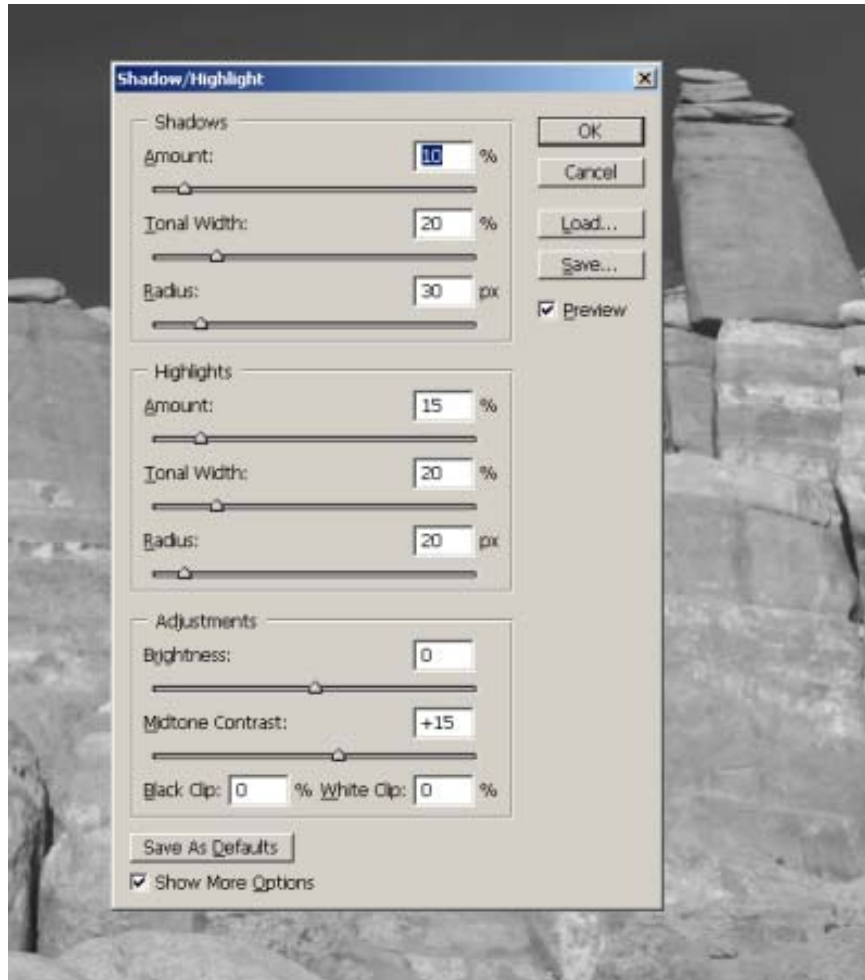 Shadow/Highlight
Shadows
Amount: 10 %
Tonal Width: 20 %
Radius: 30 px
Highlights
Amount: 15 %
Tonal Width: 20 %
Radius: 20 px
Adjustments
Brightness: 0
Midtone Contrast: +15
Black Clip: 0 % White Clip: 0 %
Save As Defaults
Show More Options
OK
Cancel
Load...
Save...
Preview